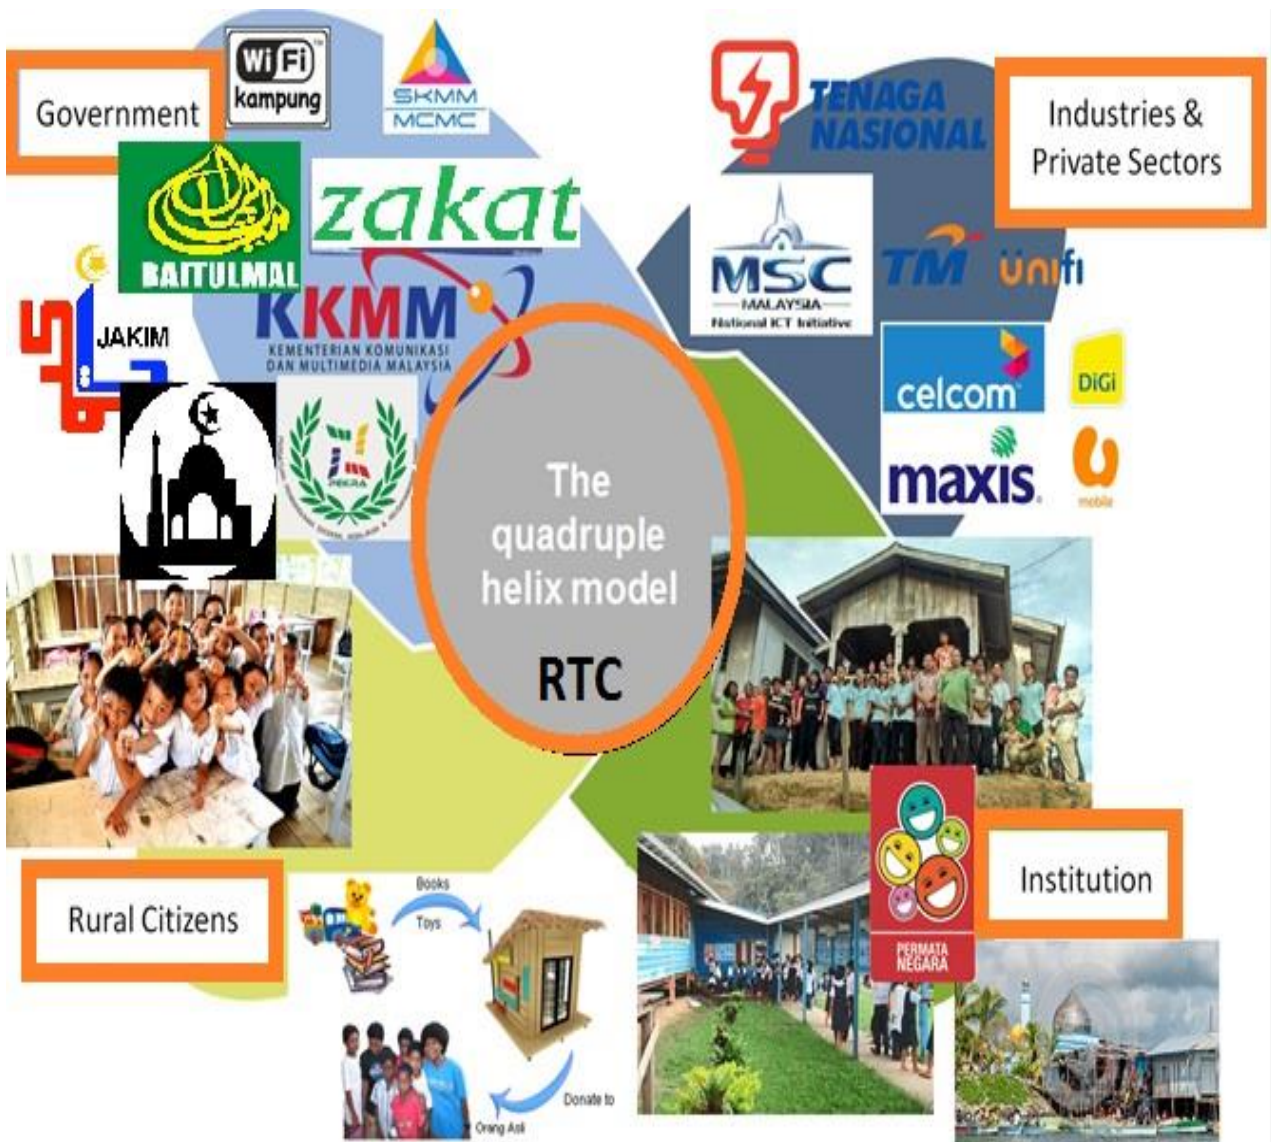 Government
WiFi
kampung
SKMM
MCMC
BAITULMAL
zakat
JAKIM
KKMM
KEMENTERIAN KOMUNIKASI
DAN MULTIMEDIA MALAYSIA
TENAGA
NASIONAL
Industries &
Private Sectors
MSC
MALAYSIA
National ICT Initiative
TM
unifi
celcom
DiGi
maxis
mobile
The
quadruple
helix model
RTC
Rural Citizens
Books
Toys
Donate to
Orang Asli
PERMATA
NEGARA
Institution